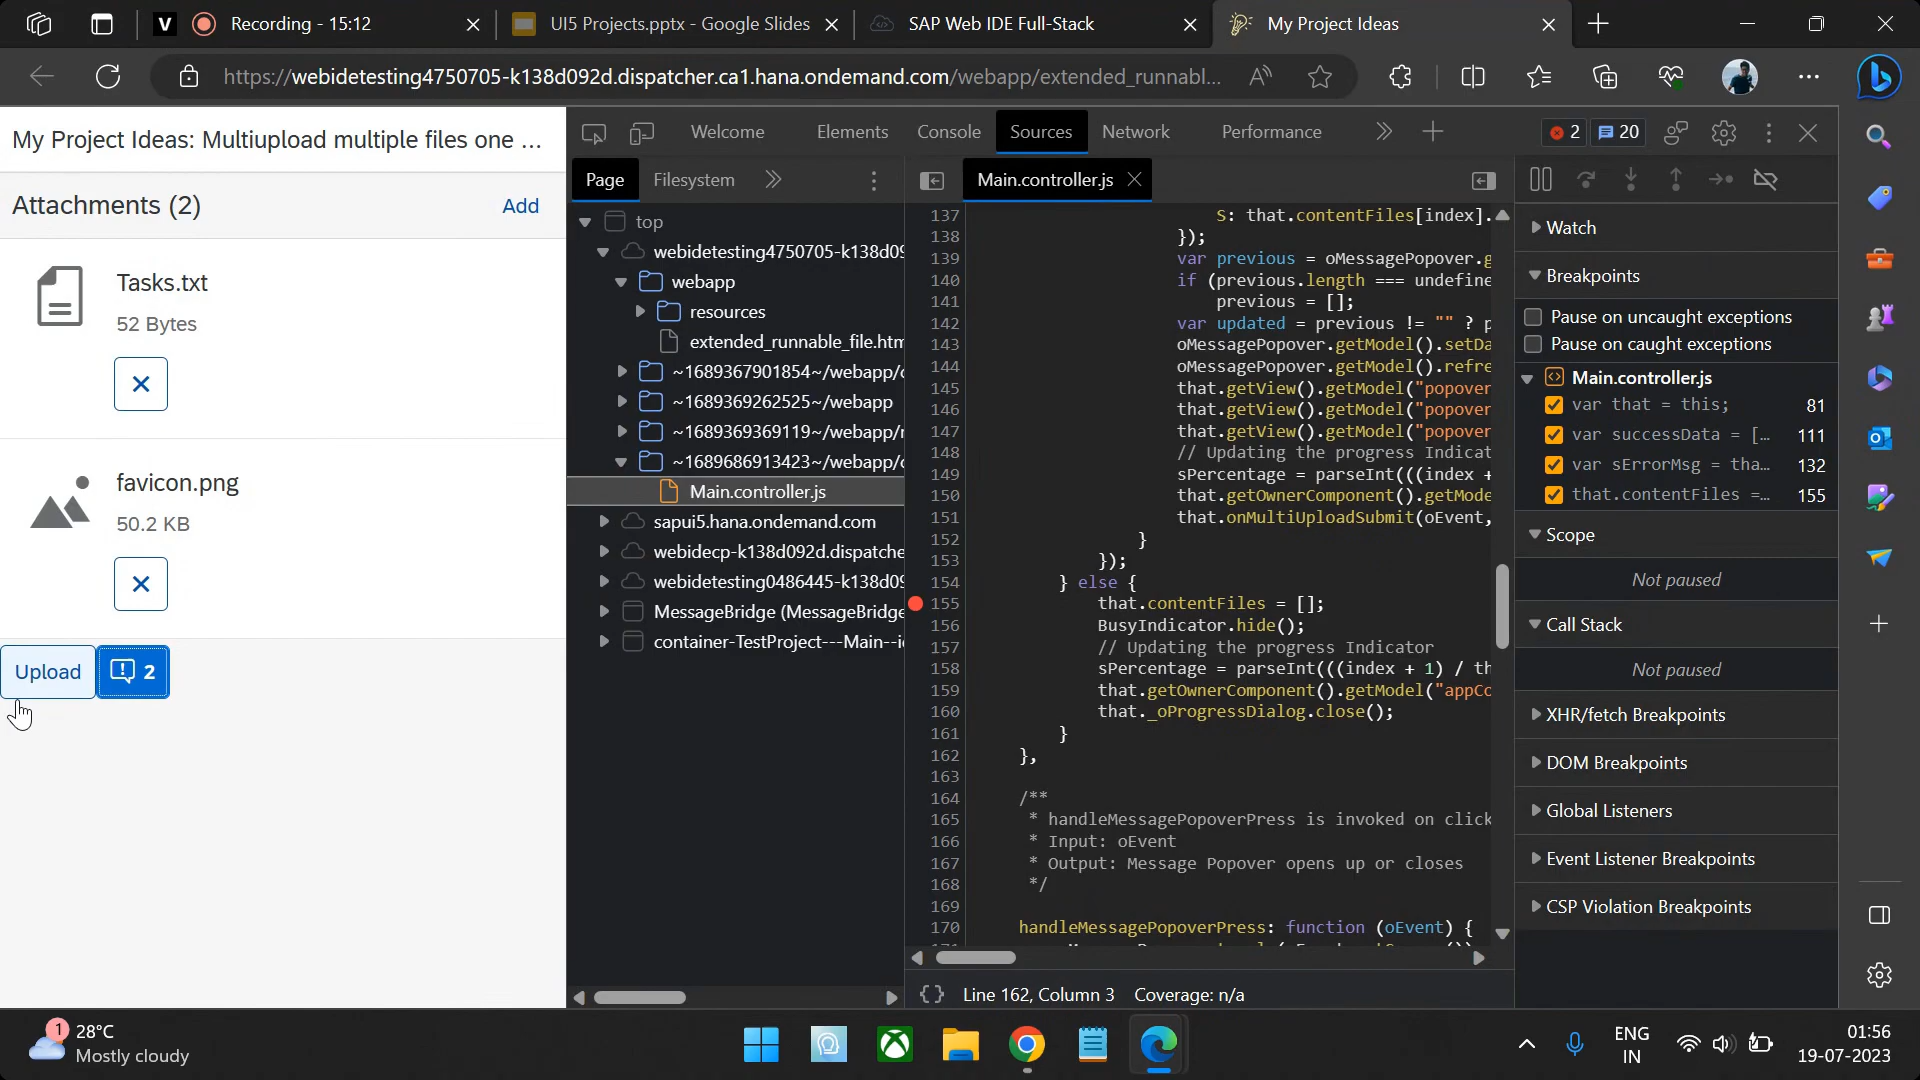 Recording - 15:12
UI5 Projects.pptx - Google Slides
SAP Web IDE Full-Stack
My Project Ideas
https://webidetesting4750705-k138d092d.dispatcher.ca1.hana.ondemand.com/webapp/extended_runnabl...
My Project Ideas: Multiupload multiple files one ...
Attachments (2)
Add
Tasks.txt
52 Bytes
favicon.png
50.2 KB
Upload
2
Welcome
Elements
Console
Sources
Network
Performance
2
20
Page
Filesystem
Main.controller.js
top
webidetesting4750705-k138d09
webapp
resources
extended_runnable_file.htm
~1689367901854~/webapp/c
~1689369262525~/webapp
~1689369369119~/webapp/r
~1689686913423~/webapp/c
Main.controller.js
sapui5.hana.ondemand.com
webidecp-k138d092d.dispatche
webidetesting0486445-k138d09
MessageBridge (MessageBridge
container-TestProject---Main--i
137 S: that.contentFiles[index].
138 });
139 var previous = oMessagePopover.g
140 if (previous.length === undefine
141 previous = [];
142 var updated = previous != "" ? p
143 oMessagePopover.getModel().setDa
144 oMessagePopover.getModel().refre
145 that.getView().getModel("popover
146 that.getView().getModel("popover
147 that.getView().getModel("popover
148 // Updating the progress Indicat
149 sPercentage = parseInt(((index +
150 that.getOwnerComponent().getMode
151 that.onMultiUploadSubmit(oEvent,
152 }
153 });
154 } else {
155 that.contentFiles = [];
156 BusyIndicator.hide();
157 // Updating the progress Indicator
158 sPercentage = parseInt(((index + 1) / th
159 that.getOwnerComponent().getModel("appCo
160 that._oProgressDialog.close();
161 }
162 },
163
164 /**
165 * handleMessagePopoverPress is invoked on click
166 * Input: oEvent
167 * Output: Message Popover opens up or closes
168 */
169
170 handleMessagePopoverPress: function (oEvent) {
{} Line 162, Column 3 Coverage: n/a
Watch
Breakpoints
Pause on uncaught exceptions
Pause on caught exceptions
Main.controller.js
var that = this; 81
var successData = [… 111
var sErrorMsg = tha… 132
that.contentFiles =… 155
Scope
Not paused
Call Stack
Not paused
XHR/fetch Breakpoints
DOM Breakpoints
Global Listeners
Event Listener Breakpoints
CSP Violation Breakpoints
1
28°C
Mostly cloudy
ENG
IN
01:56
19-07-2023